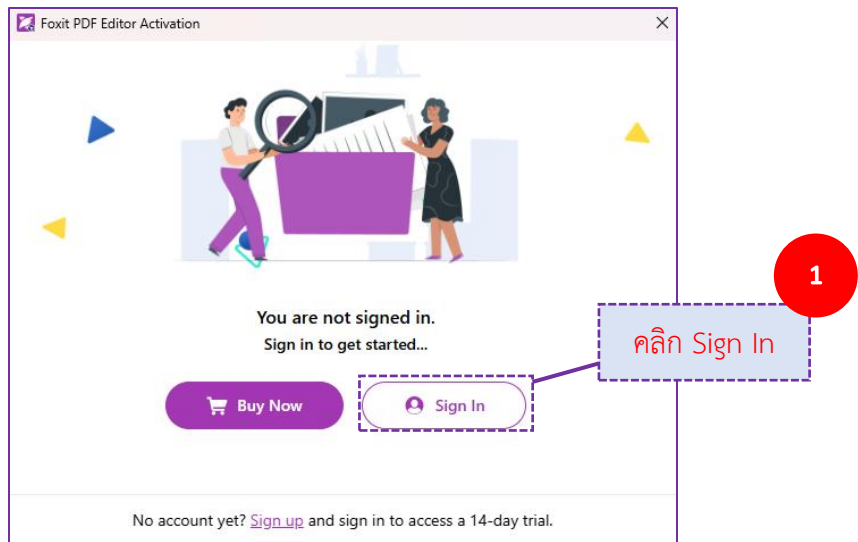 Foxit PDF Editor Activation
You are not signed in.
Sign in to get started...
Buy Now
Sign In
1
คลิก Sign In
No account yet? Sign up and sign in to access a 14-day trial.